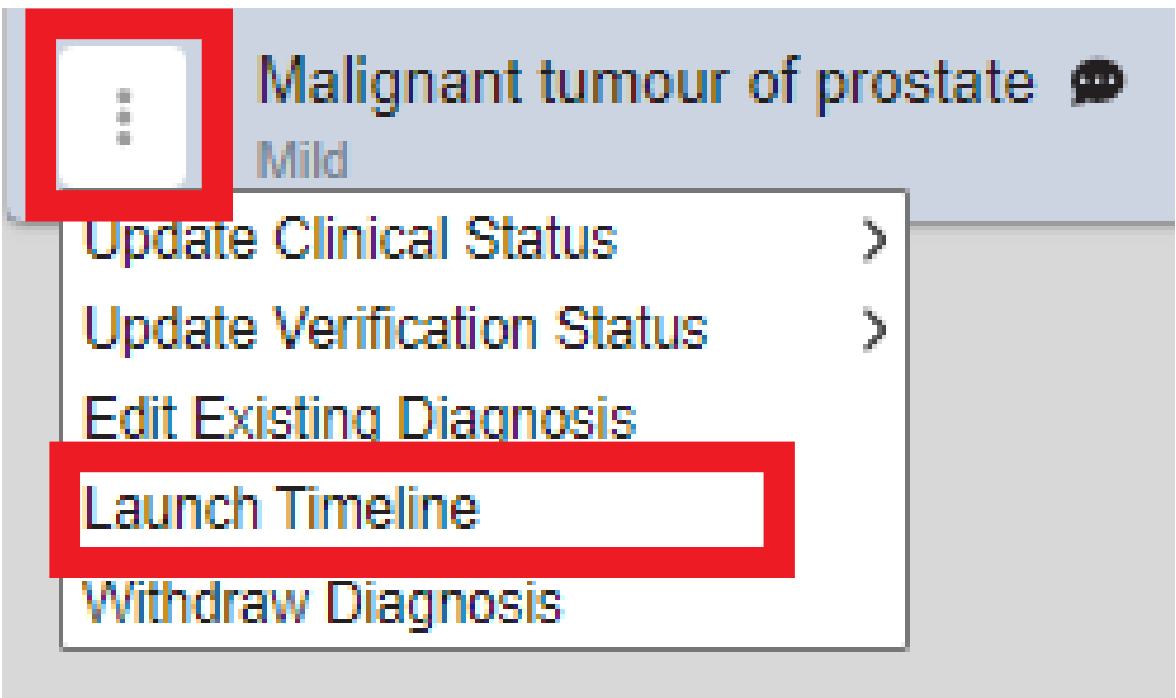 Malignant tumour of prostate
Mild
Update Clinical Status
Update Verification Status
Edit Existing Diagnosis
Launch Timeline
Withdraw Diagnosis